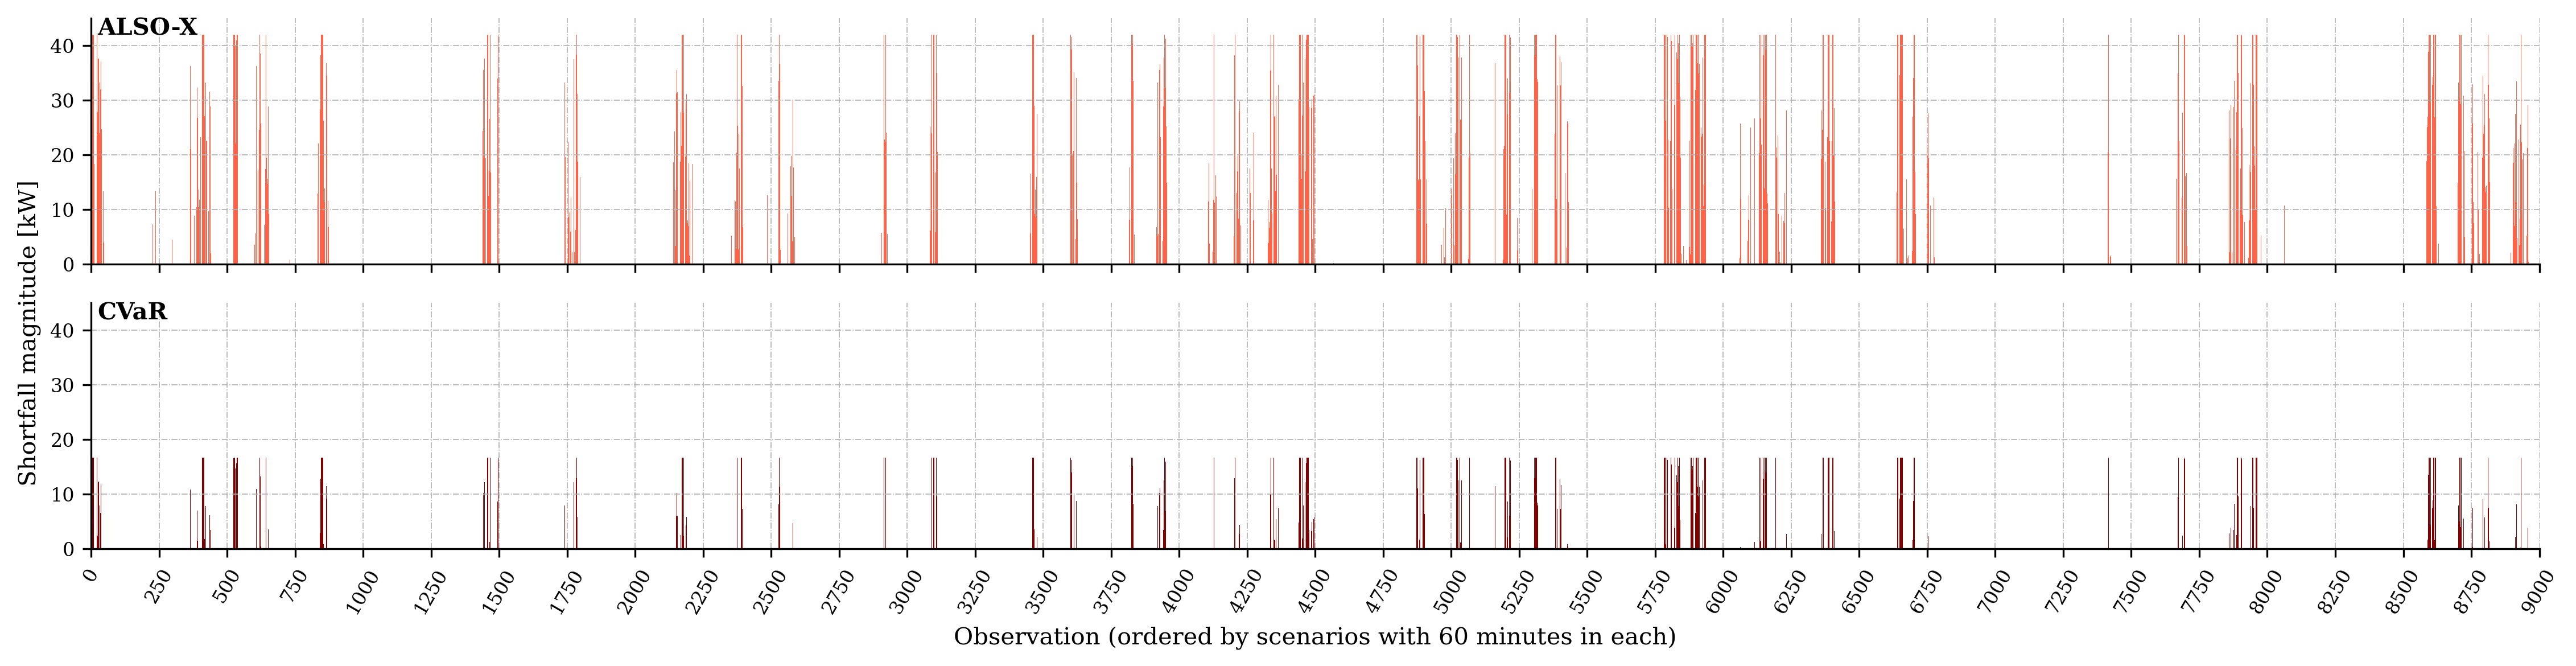 ALSO-X
40
30
20
10
0
Shortfall magnitude [kW]
CVaR
40
30
20
10
0
0 250 500 750 1000 1250 1500 1750 2000 2250 2500 2750 3000 3250 3500 3750 4000 4250 4500 4750 5000 5250 5500 5750 6000 6250 6500 6750 7000 7250 7500 7750 8000 8250 8500 8750 9000
Observation (ordered by scenarios with 60 minutes in each)